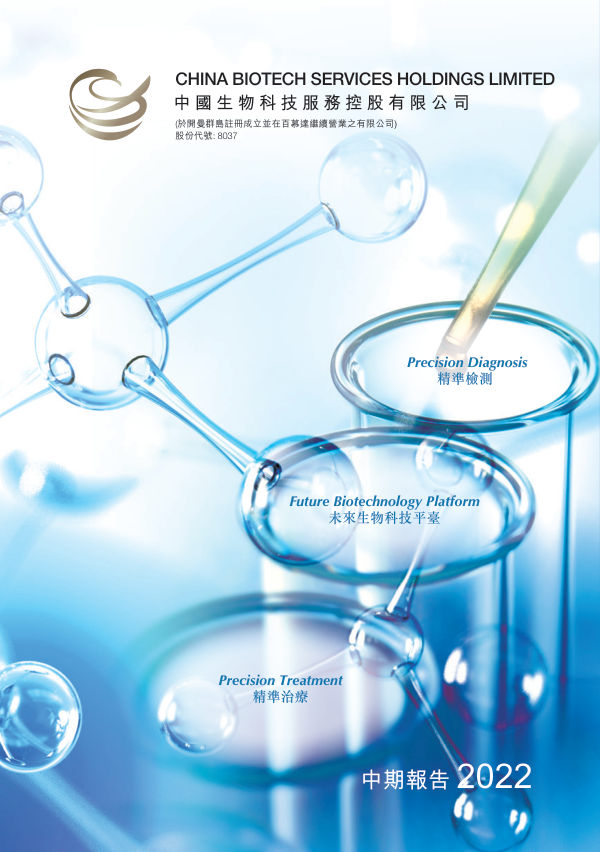 CHINA BIOTECH SERVICES HOLDINGS LIMITED
中國生物科技服務控股有限公司
(於開曼群島註冊成立並在百慕達繼續營業之有限公司)
股份代號: 8037
Precision Diagnosis
精準檢測
Future Biotechnology Platform
未來生物科技平臺
Precision Treatment
精準治療
中期報告 2022